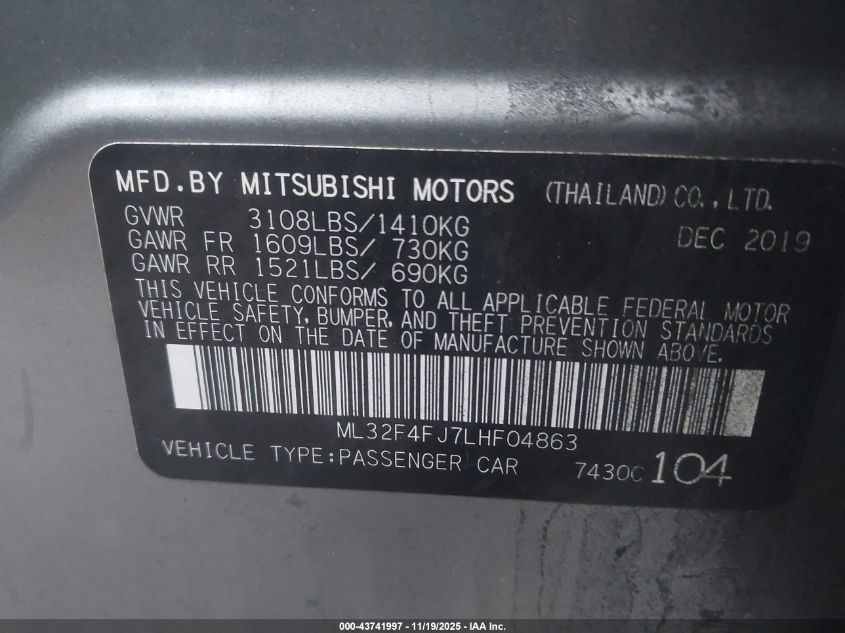 MFD.BY MITSUBISHI MOTORS (THAILAND) CO., LTD.
GVWR 3108LBS/1410KG DEC 2019
GAWR FR 1609LBS/ 730KG
GAWR RR 1521LBS/ 690KG
THIS VEHICLE CONFORMS TO ALL APPLICABLE FEDERAL MOTOR
VEHICLE SAFETY, BUMPER, AND THEFT PREVENTION STANDARDS
IN EFFECT ON THE DATE OF MANUFACTURE SHOWN ABOVE.
ML32F4FJ7LHF04863
VEHICLE TYPE:PASSENGER CAR 7430C 104
000-43741997 - 11/19/2025 - IAA Inc.